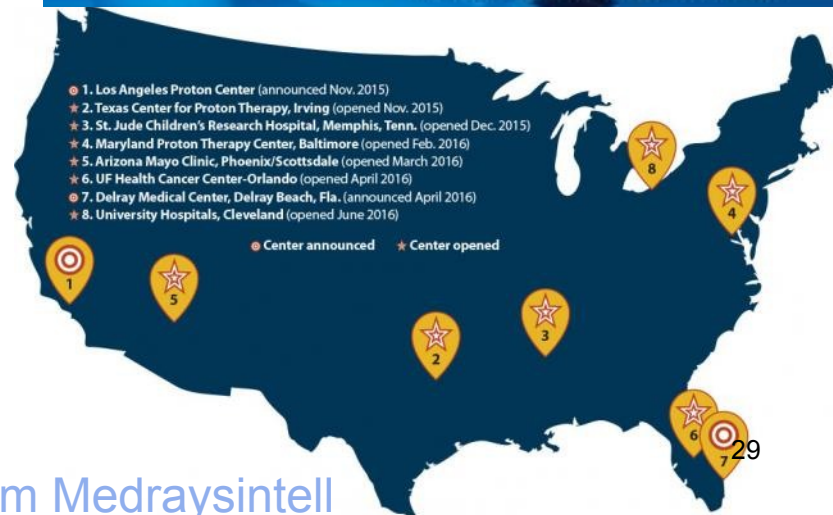 1. Los Angeles Proton Center (announced Nov. 2015)
2. Texas Center for Proton Therapy, Irving (opened Nov. 2015)
3. St. Jude Children's Research Hospital, Memphis, Tenn. (opened Dec. 2015)
4. Maryland Proton Therapy Center, Baltimore (opened Feb. 2016)
5. Arizona Mayo Clinic, Phoenix/Scottsdale (opened March 2016)
6. UF Health Cancer Center-Orlando (opened April 2016)
7. Delray Medical Center, Delray Beach, Fla. (announced April 2016)
8. University Hospitals, Cleveland (opened June 2016)
Center announced Center opened
8
4
1
5
3
2
6
7
29
m Medraysintell